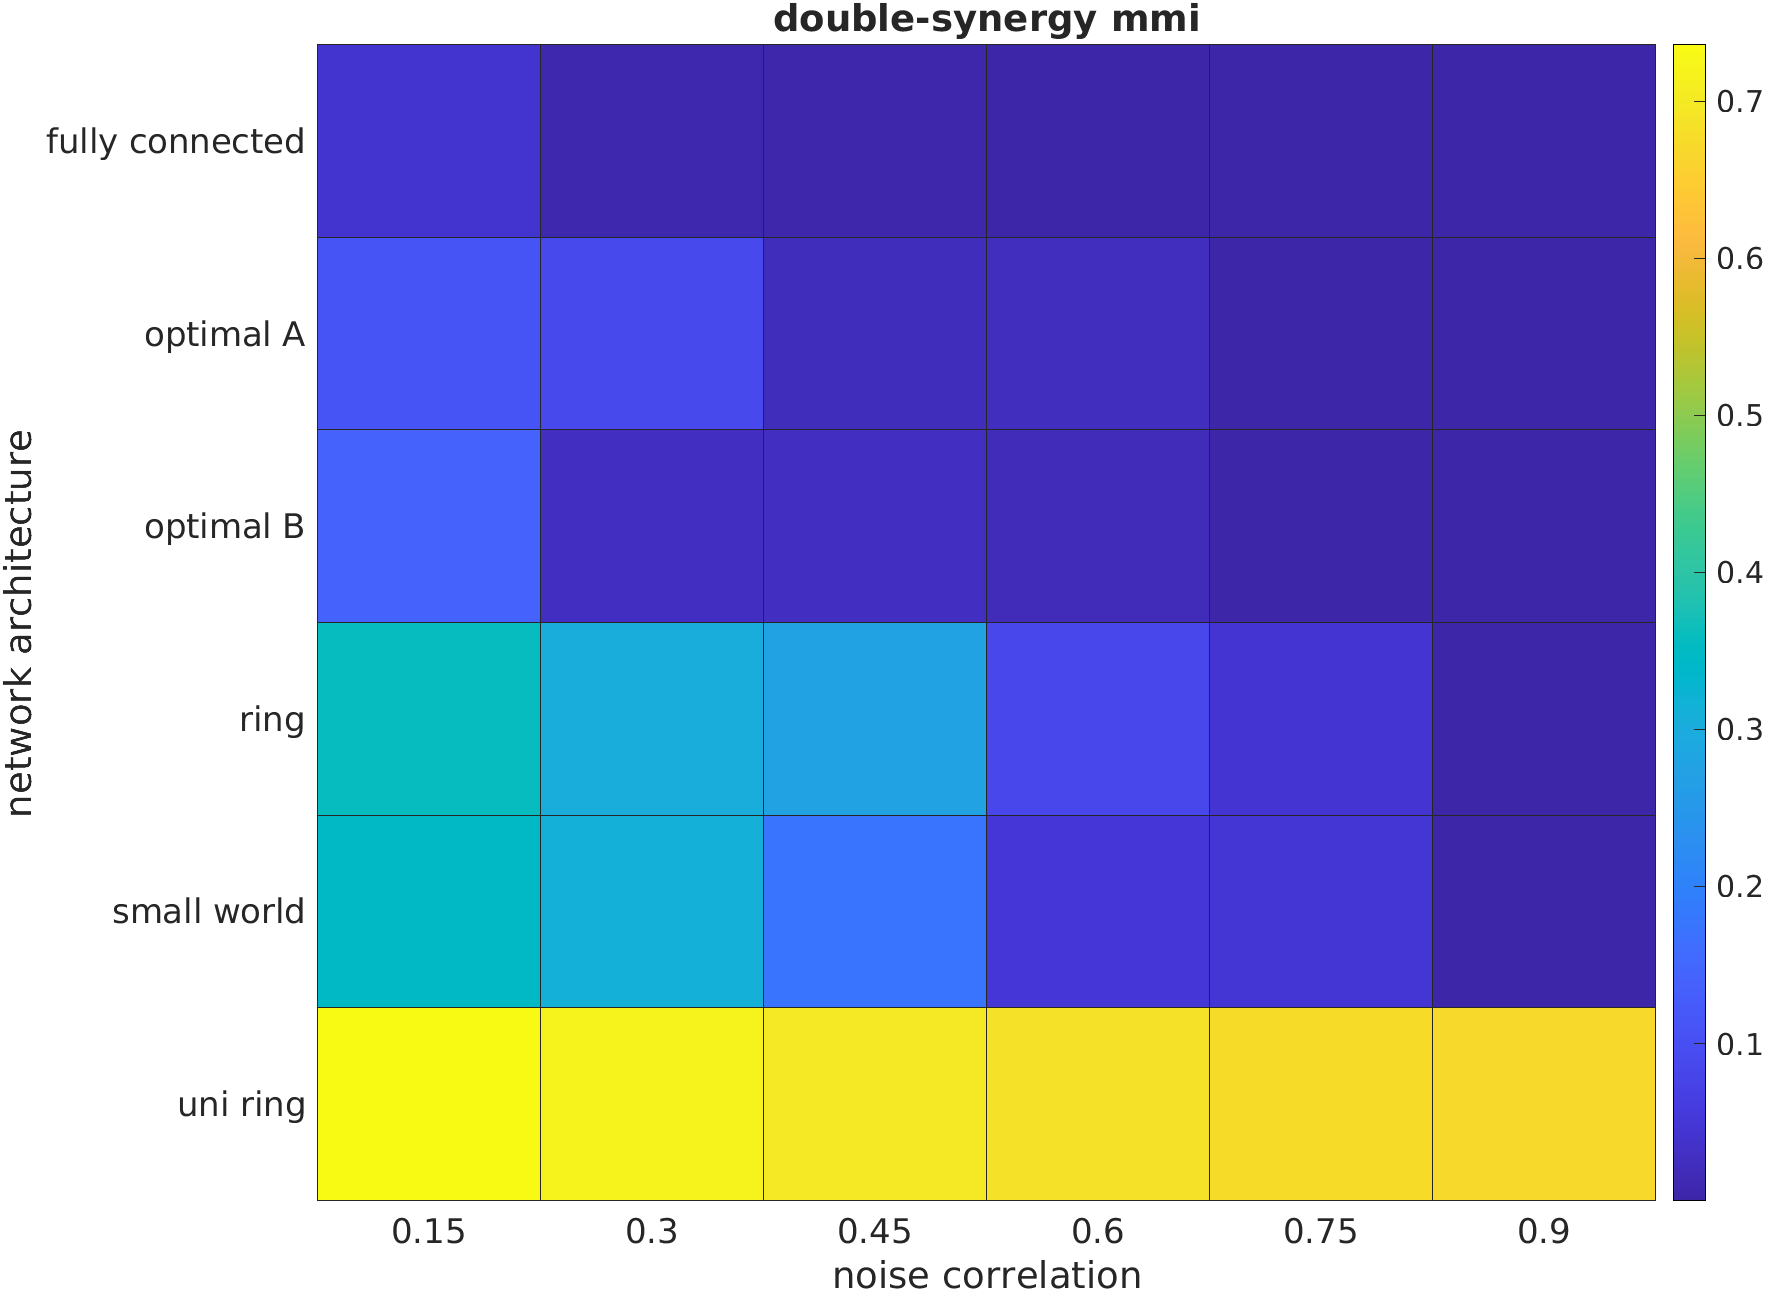 double-synergy mmi
network architecture
fully connected
optimal A
optimal B
ring
small world
uni ring
0.15 0.3 0.45 0.6 0.75 0.9
noise correlation
0.7
0.6
0.5
0.4
0.3
0.2
0.1